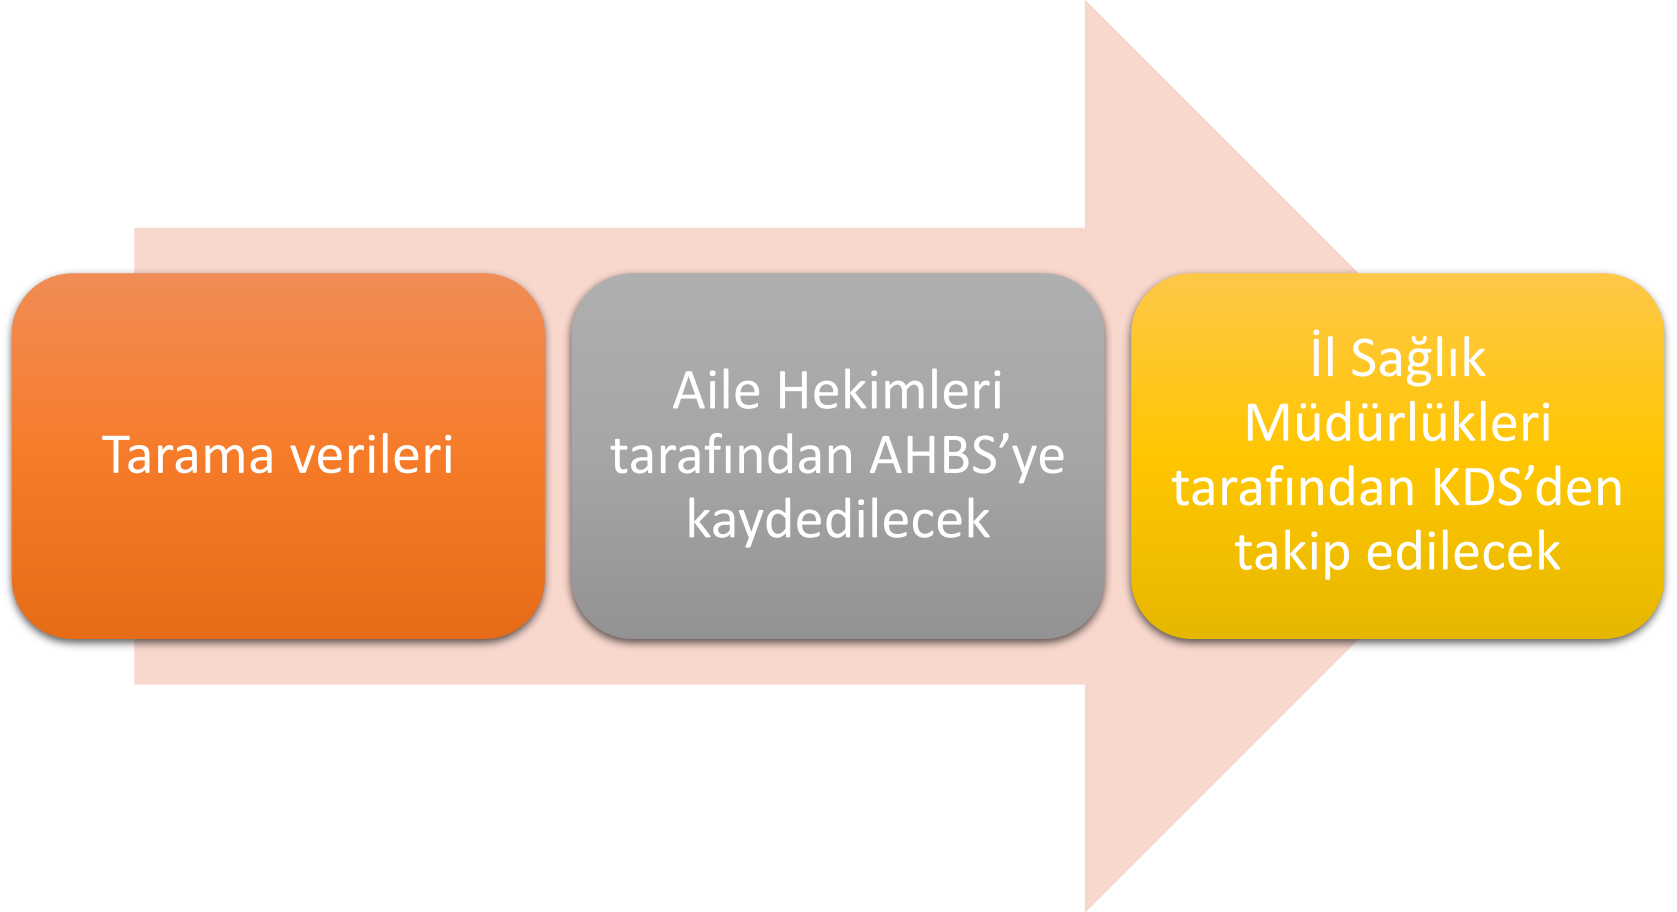 Tarama verileri
Aile Hekimleri
tarafından AHBS’ye
kaydedilecek
İl Sağlık
Müdürlükleri
tarafından KDS’den
takip edilecek